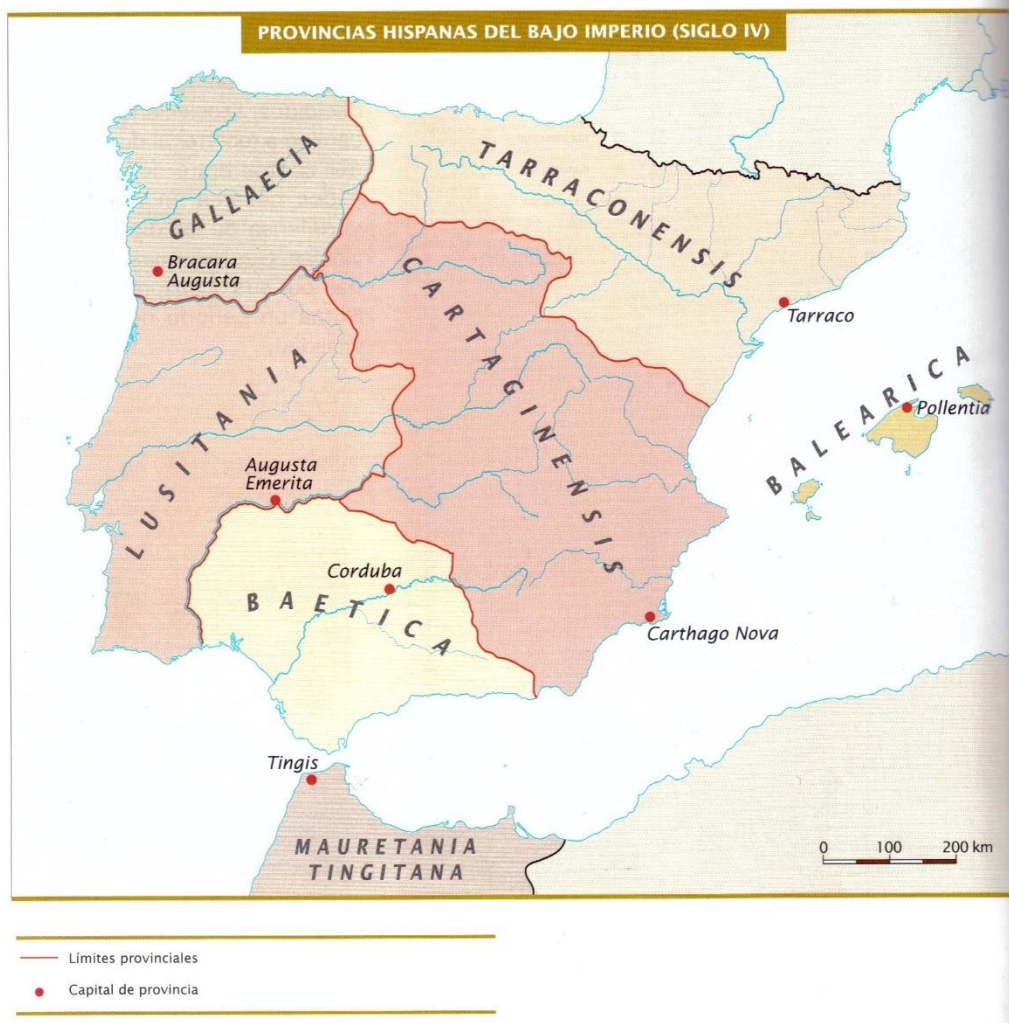 PROVINCIAS HISPANAS DEL BAJO IMPERIO (SIGLO IV)
GALLAECIA
TARRACONENSIS
Bracara
Augusta
CARTAGINENSIS
Tarraco
LUSITANIA
BALEARICA
Pollentia
Augusta
Emerita
Corduba
BAETICA
Carthago Nova
Tingis
MAURETANIA
TINGITANA
0 100 200 km
Límites provinciales
Capital de provincia